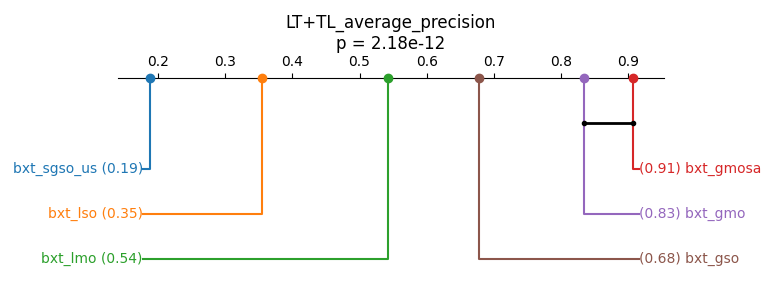 LT+TL_average_precision
p = 2.18e-12
0.2 0.3 0.4 0.5 0.6 0.7 0.8 0.9
bxt_sgso_us (0.19) (0.91) bxt_gmosa
bxt_lso (0.35) (0.83) bxt_gmo
bxt_lmo (0.54) (0.68) bxt_gso